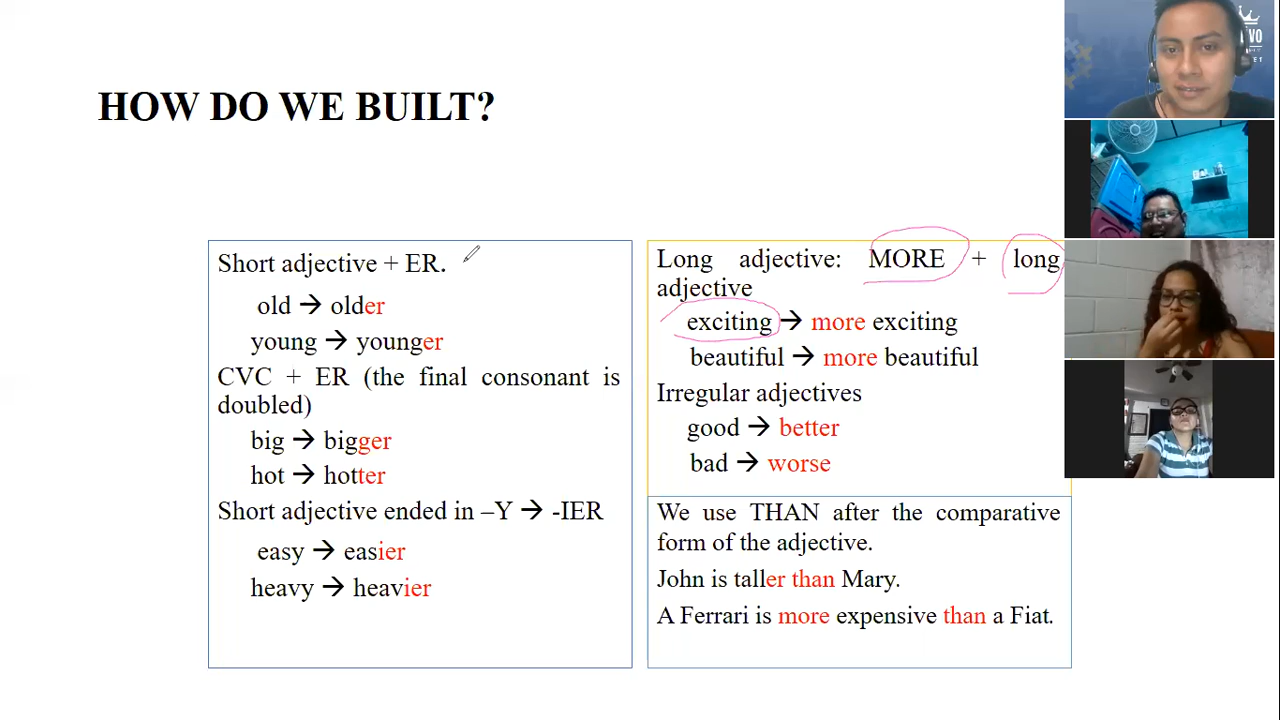 HOW DO WE BUILT?
Short adjective + ER.
old → older
young → younger
CVC + ER (the final consonant is
doubled)
big → bigger
hot → hotter
Short adjective ended in –Y → -IER
easy → easier
heavy → heavier
Long adjective: MORE + long
adjective
exciting → more exciting
beautiful → more beautiful
Irregular adjectives
good → better
bad → worse
We use THAN after the comparative
form of the adjective.
John is taller than Mary.
A Ferrari is more expensive than a Fiat.